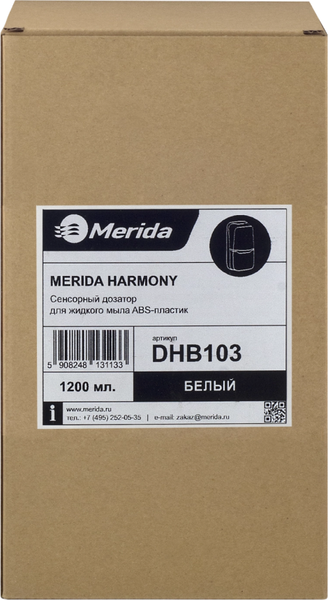 Merida
MERIDA HARMONY
Сенсорный дозатор
для жидкого мыла ABS-пластик
артикул
DHB103
5 908248 131133
1200 мл.
БЕЛЫЙ
www.merida.ru
тел.: +7 (495) 252-05-35 | e-mail: zakaz@merida.ru